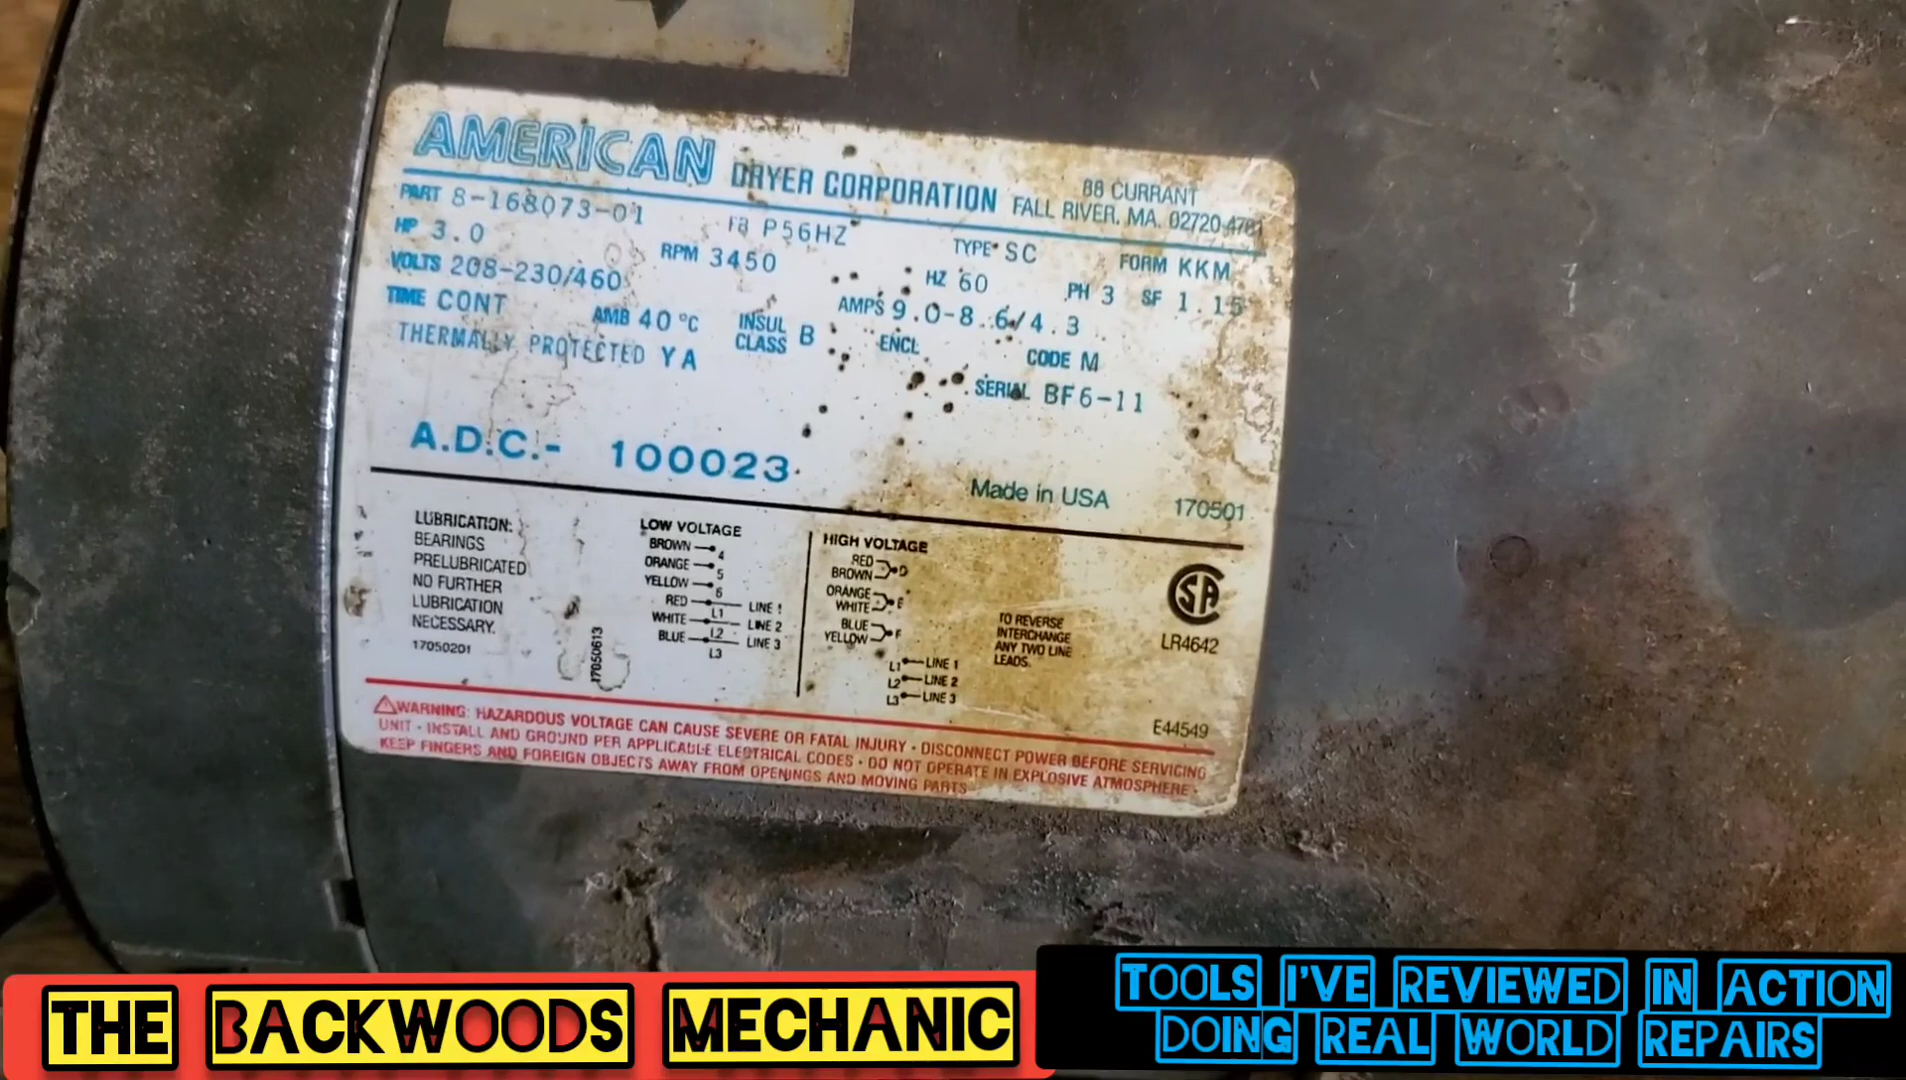 AMERICAN DRYER CORPORATION 88 CURRANT
FALL RIVER, MA. 02720-4781
PART 8-168073-01 P56HZ TYPE SC FORM KKM
HP 3.0 RPM 3450 HZ 60 PH 3 SF 1.15
VOLTS 208-230/460 AMPS 9.0-8.6/4.3
TIME CONT AMB 40°C INSUL CLASS B ENCL CODE M
THERMALLY PROTECTED YA SERIAL BF6-11
A.D.C.- 100023
Made in USA 170501
LUBRICATION:
BEARINGS
PRELUBRICATED
NO FURTHER
LUBRICATION
NECESSARY.
17050201
17050613
LOW VOLTAGE
BROWN 4
ORANGE 5
YELLOW 6
RED L1 LINE 1
WHITE L2 LINE 2
BLUE L3 LINE 3
HIGH VOLTAGE
RED
BROWN D
ORANGE
WHITE E
BLUE
YELLOW F
L1 LINE 1
L2 LINE 2
L3 LINE 3
TO REVERSE
INTERCHANGE
ANY TWO LINE
LEADS.
SA
LR4642
E44549
WARNING: HAZARDOUS VOLTAGE CAN CAUSE SEVERE OR FATAL INJURY · DISCONNECT POWER BEFORE SERVICING
UNIT · INSTALL AND GROUND PER APPLICABLE ELECTRICAL CODES · DO NOT OPERATE IN EXPLOSIVE ATMOSPHERE ·
KEEP FINGERS AND FOREIGN OBJECTS AWAY FROM OPENINGS AND MOVING PARTS
THE BACKWOODS MECHANIC
TOOLS I'VE REVIEWED IN ACTION
DOING REAL WORLD REPAIRS